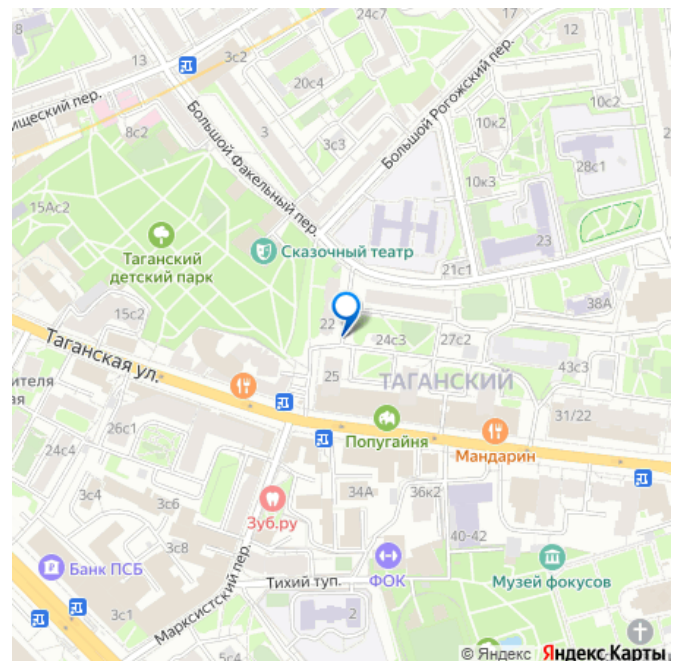 24с7
17
8
13
3с2
12
ищеский пер.
20с4
10с2
8с2
3
3с3
Большой Рогожский пер.
10к2
28с1
Большой Факельный пер.
10к3
15Ас2
Таганский
детский парк
Сказочный театр
23
21с1
38А
15с2
22
24с3
27с2
Таганская ул.
43с3
ителя
ая
25
ТАГАНСКИЙ
31/22
26с1
Попугайня
Мандарин
24с4
3с4
3с6
Зуб.ру
34А
36к2
3с8
40-42
Банк ПСБ
Марксистский пер.
Тихий туп.
ФОК
Музей фокусов
3с1
2
5с4
© Яндекс Яндекс Карты